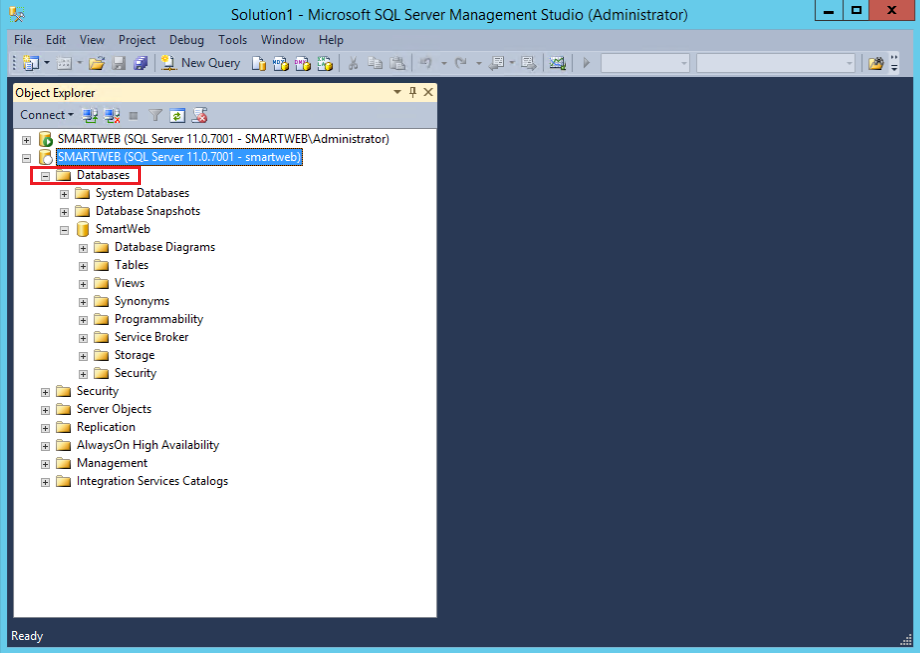 Solution1 - Microsoft SQL Server Management Studio (Administrator)
File Edit View Project Debug Tools Window Help
New Query
Object Explorer
Connect
SMARTWEB (SQL Server 11.0.7001 - SMARTWEB\Administrator)
SMARTWEB (SQL Server 11.0.7001 - smartweb)
Databases
System Databases
Database Snapshots
SmartWeb
Database Diagrams
Tables
Views
Synonyms
Programmability
Service Broker
Storage
Security
Security
Server Objects
Replication
AlwaysOn High Availability
Management
Integration Services Catalogs
Ready